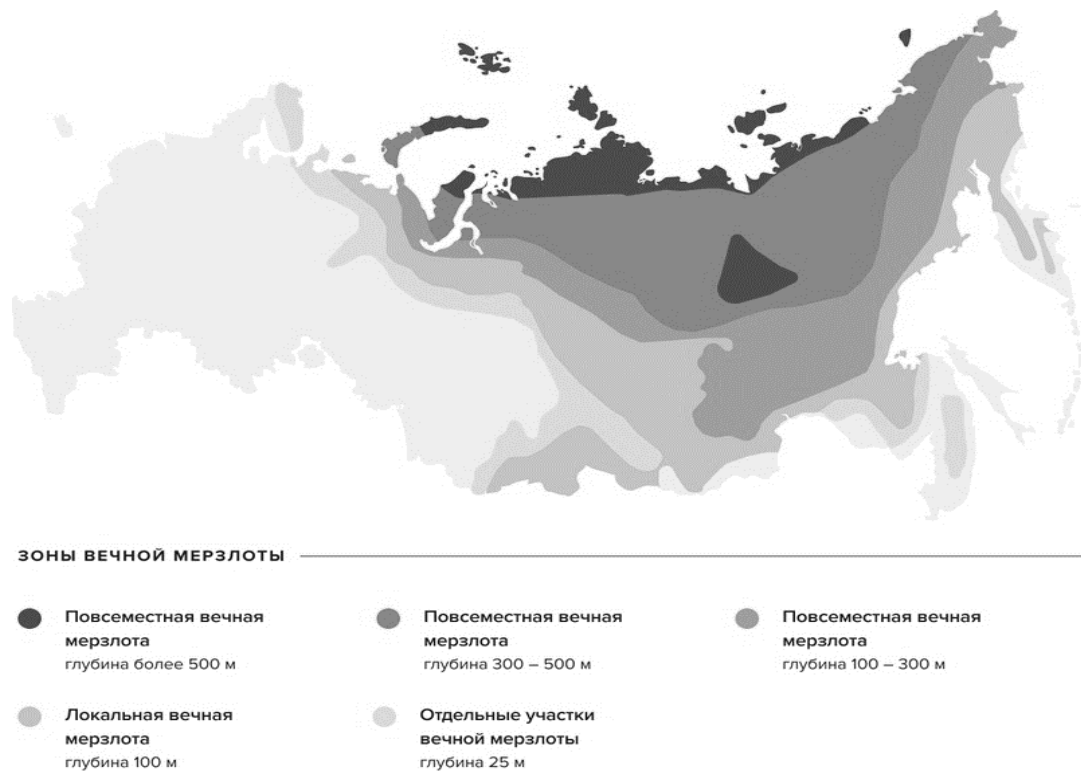 ЗОНЫ ВЕЧНОЙ МЕРЗЛОТЫ
Повсеместная вечная
мерзлота
глубина более 500 м
Повсеместная вечная
мерзлота
глубина 300 – 500 м
Повсеместная вечная
мерзлота
глубина 100 – 300 м
Локальная вечная
мерзлота
глубина 100 м
Отдельные участки
вечной мерзлоты
глубина 25 м